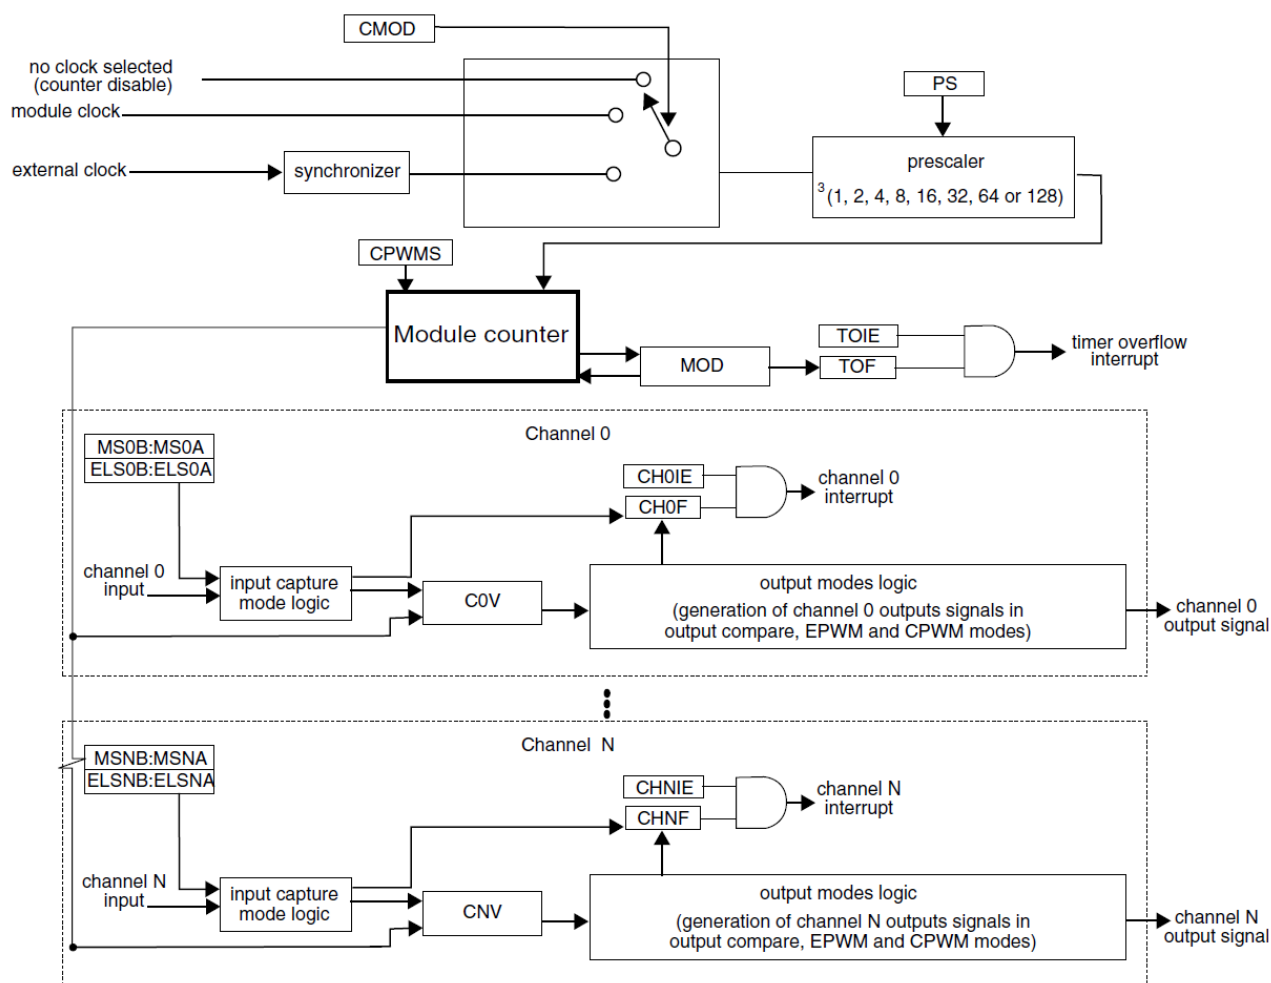 CMOD
no clock selected
(counter disable)
module clock
external clock
synchronizer
PS
prescaler
3 (1, 2, 4, 8, 16, 32, 64 or 128)
CPWMS
Module counter
MOD
TOIE
TOF
timer overflow
interrupt
Channel 0
MS0B:MS0A
ELS0B:ELS0A
CH0IE
CH0F
channel 0
interrupt
channel 0
input
input capture
mode logic
C0V
output modes logic
(generation of channel 0 outputs signals in
output compare, EPWM and CPWM modes)
channel 0
output signal
Channel N
MSNB:MSNA
ELSNB:ELSNA
CHNIE
CHNF
channel N
interrupt
channel N
input
input capture
mode logic
CNV
output modes logic
(generation of channel N outputs signals in
output compare, EPWM and CPWM modes)
channel N
output signal